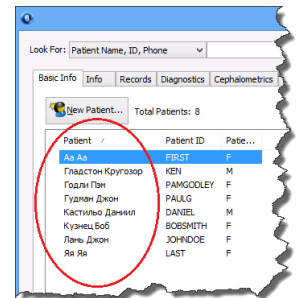 Look For: Patient Name, ID, Phone
Basic Info Info Records Diagnostics Cephalometrics
New Patient... Total Patients: 8
Patient / Patient ID Patie...
Аа Аа FIRST F
Гладстон Кругозор KEN M
Годли Пэм PAMGODLEY F
Гудман Джон PAULG F
Кастильо Даниил DANIEL M
Кузнец Боб BOBSMITH F
Лань Джон JOHNDOE F
Яя Яя LAST F